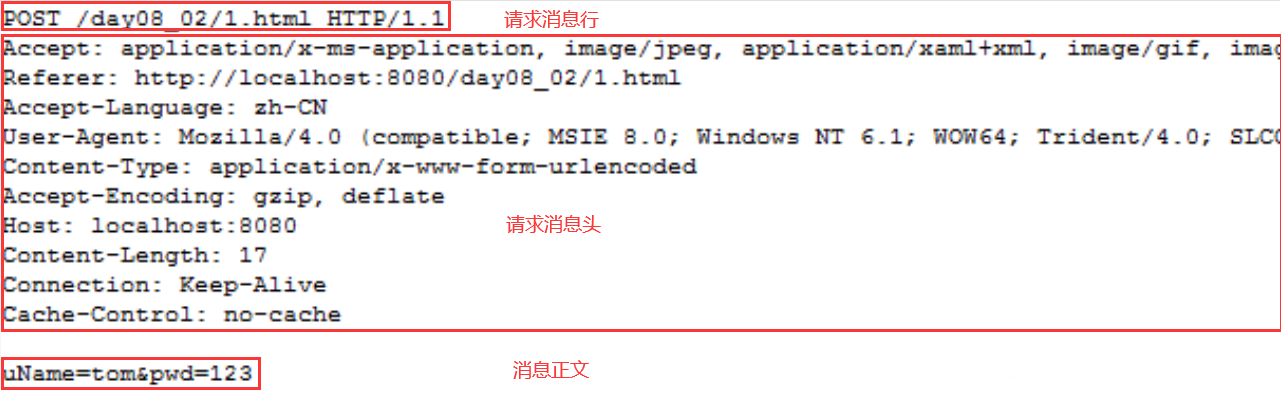 POST /day08_02/1.html HTTP/1.1 请求消息行
Accept: application/x-ms-application, image/jpeg, application/xaml+xml, image/gif,
Referer: http://localhost:8080/day08_02/1.html
Accept-Language: zh-CN
User-Agent: Mozilla/4.0 (compatible; MSIE 8.0; Windows NT 6.1; WOW64; Trident/4.0;
Content-Type: application/x-www-form-urlencoded
Accept-Encoding: gzip, deflate
Host: localhost:8080 请求消息头
Content-Length: 17
Connection: Keep-Alive
Cache-Control: no-cache
uName=tom&pwd=123 消息正文